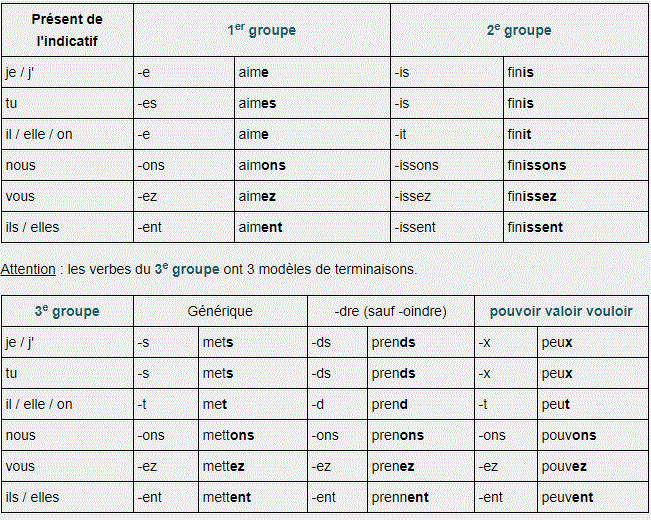 Présent de l'indicatif 1er groupe 2e groupe
je / j' -e aime -is finis
tu -es aimes -is finis
il / elle / on -e aime -it finit
nous -ons aimons -issons finissons
vous -ez aimez -issez finissez
ils / elles -ent aiment -issent finissent
Attention : les verbes du 3e groupe ont 3 modèles de terminaisons.
3e groupe Générique -dre (sauf -oindre) pouvoir valoir vouloir
je / j' -s mets -ds prends -x peux
tu -s mets -ds prends -x peux
il / elle / on -t met -d prend -t peut
nous -ons mettons -ons prenons -ons pouvons
vous -ez mettez -ez prenez -ez pouvez
ils / elles -ent mettent -ent prennent -ent peuvent